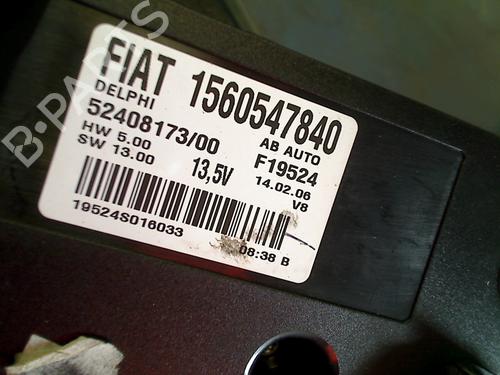 B-PARTS
FIAT 1560547840
DELPHI AB AUTO
52408173/00 F19524
HW 5.00 13,5V 14.02.06
SW 13.00 V8
19524S016033 08:38 B